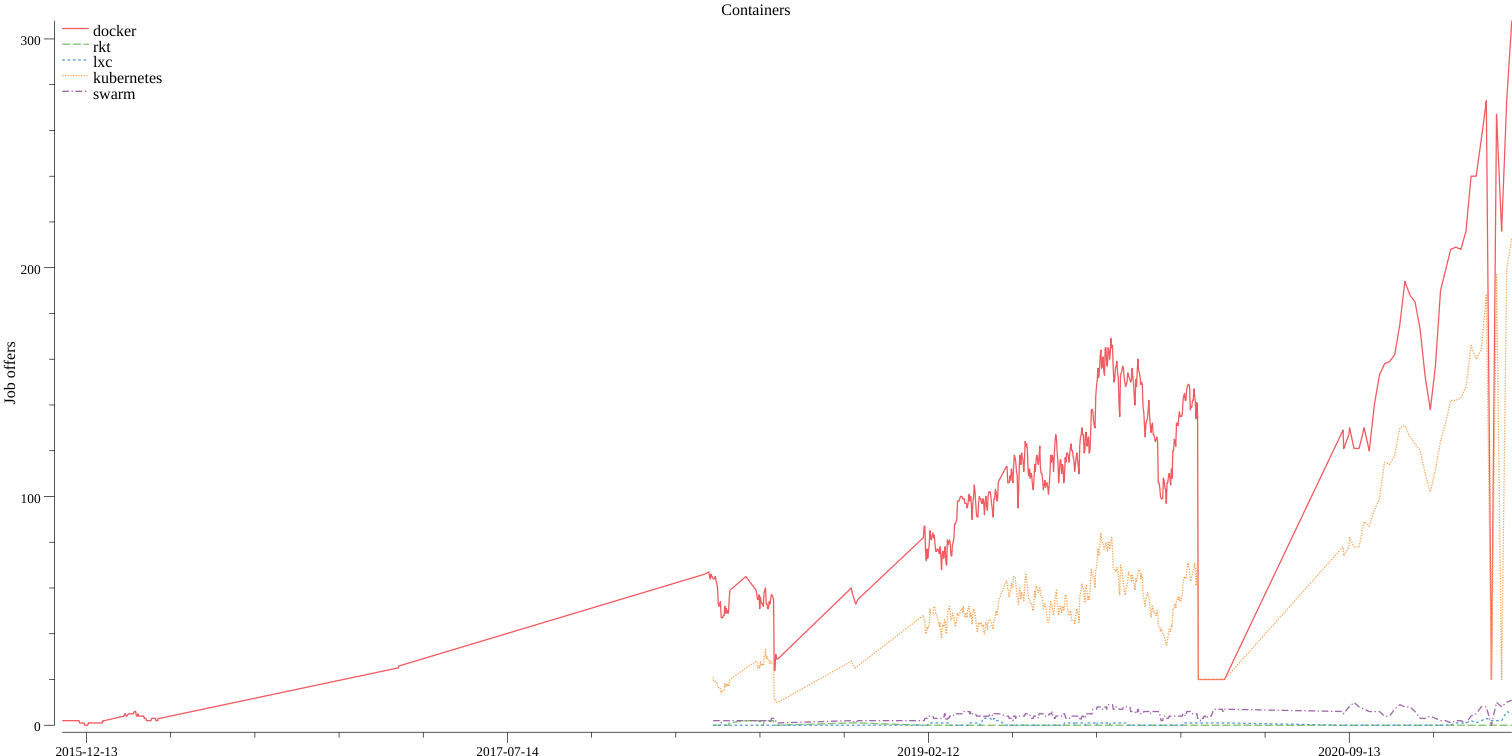 Containers
docker
rkt
lxc
kubernetes
swarm
300
200
100
0
Job offers
2015-12-13
2017-07-14
2019-02-12
2020-09-13